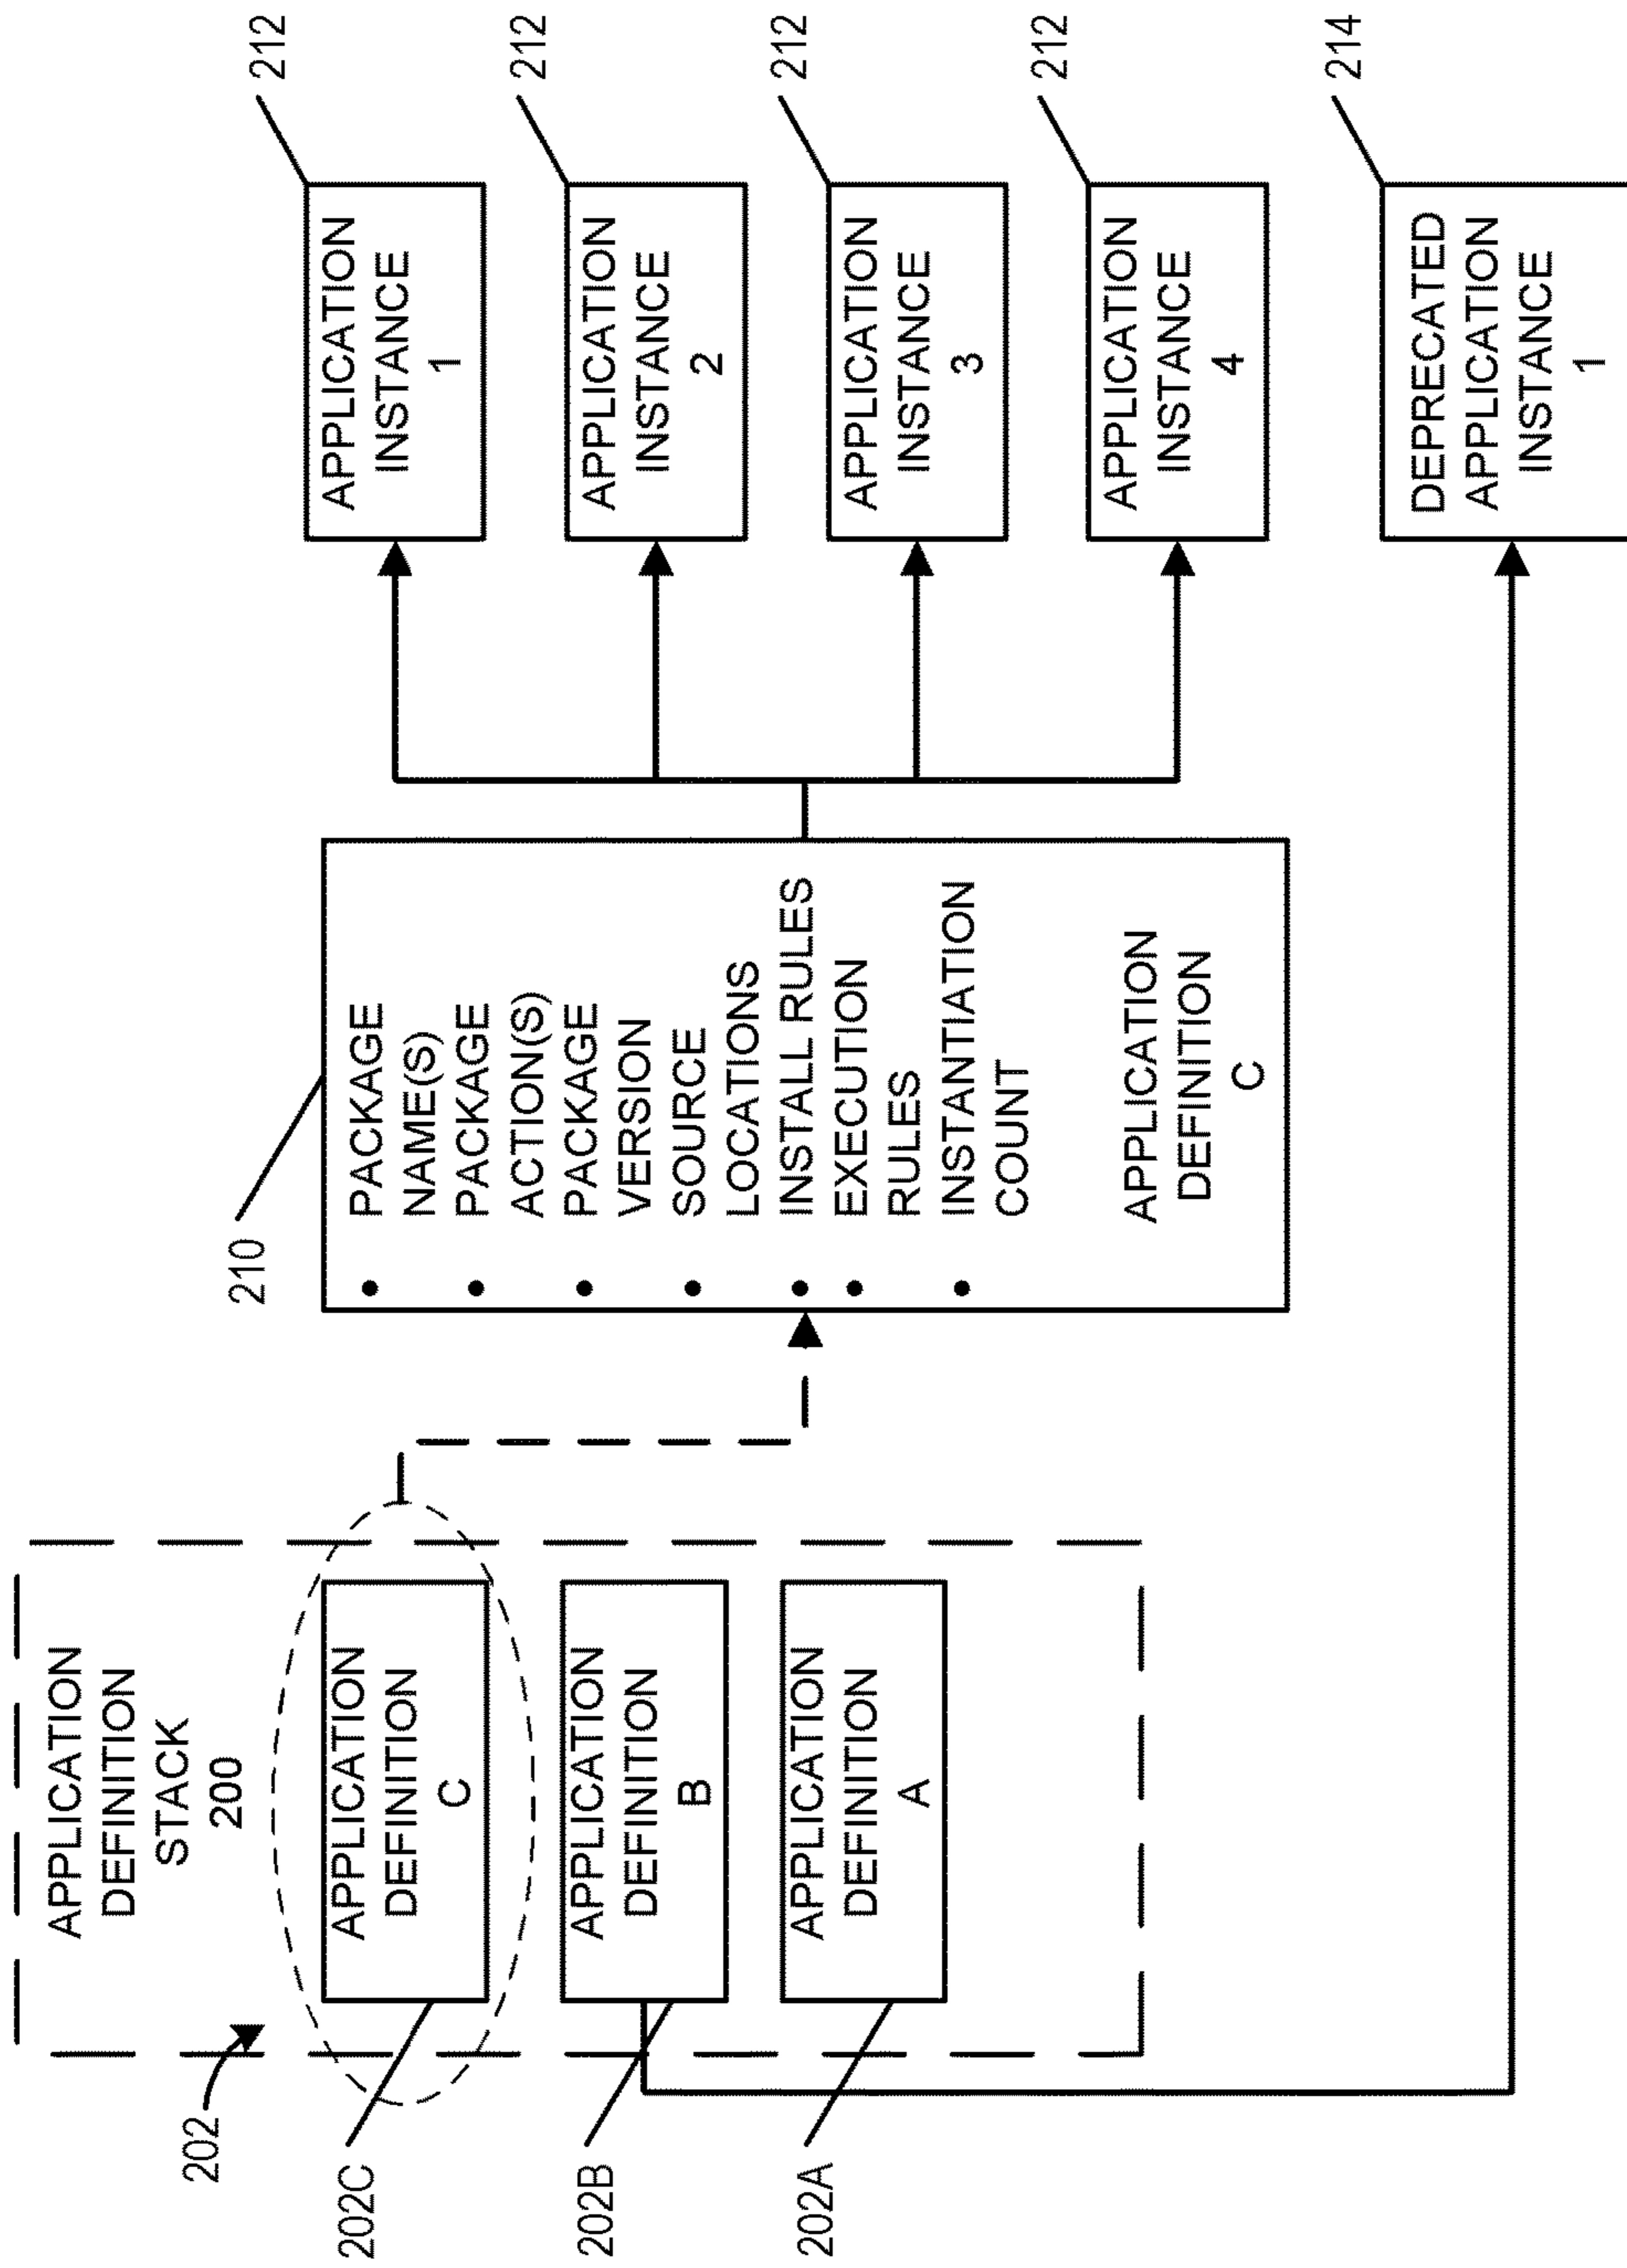 APPLICATION
DEFINITION
STACK
200
202
APPLICATION
DEFINITION
C
202C
APPLICATION
DEFINITION
B
202B
APPLICATION
DEFINITION
A
202A
210
• PACKAGE
NAME(S)
• PACKAGE
ACTION(S)
• PACKAGE
VERSION
• SOURCE
LOCATIONS
• INSTALL RULES
• EXECUTION
RULES
• INSTANTIATION
COUNT
APPLICATION
DEFINITION
C
APPLICATION
INSTANCE
1
212
APPLICATION
INSTANCE
2
212
APPLICATION
INSTANCE
3
212
APPLICATION
INSTANCE
4
212
DEPRECATED
APPLICATION
INSTANCE
1
214